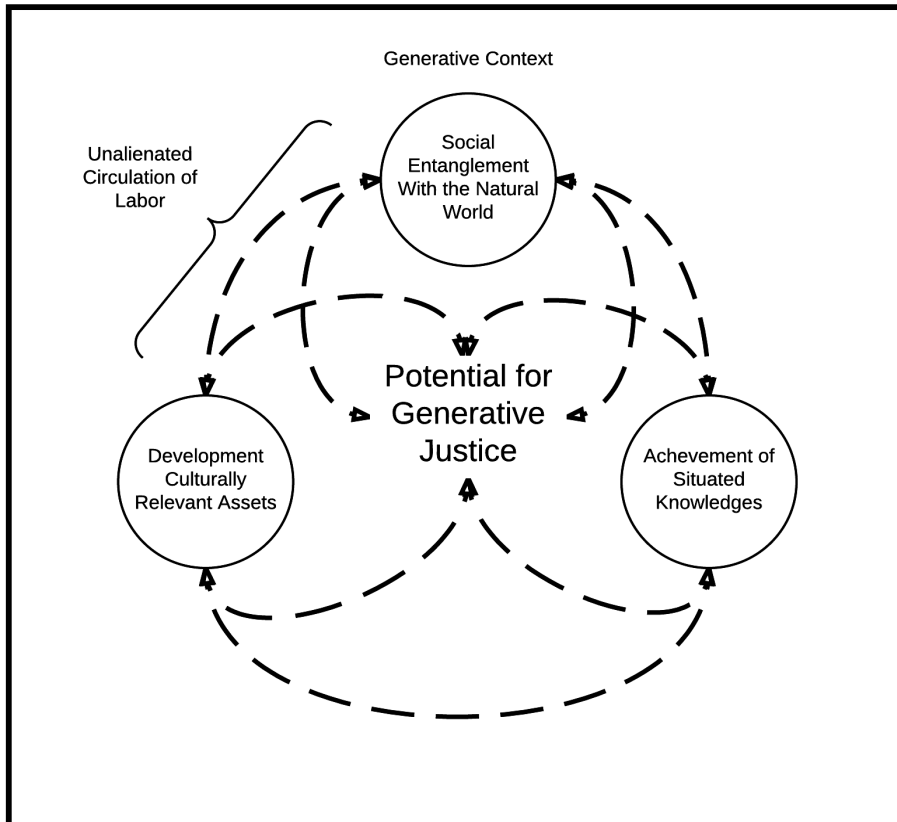 Generative Context
Unalienated
Circulation of
Labor
Social
Entanglement
With the Natural
World
Potential for
Generative
Justice
Development
Culturally
Relevant Assets
Achevement of
Situated
Knowledges